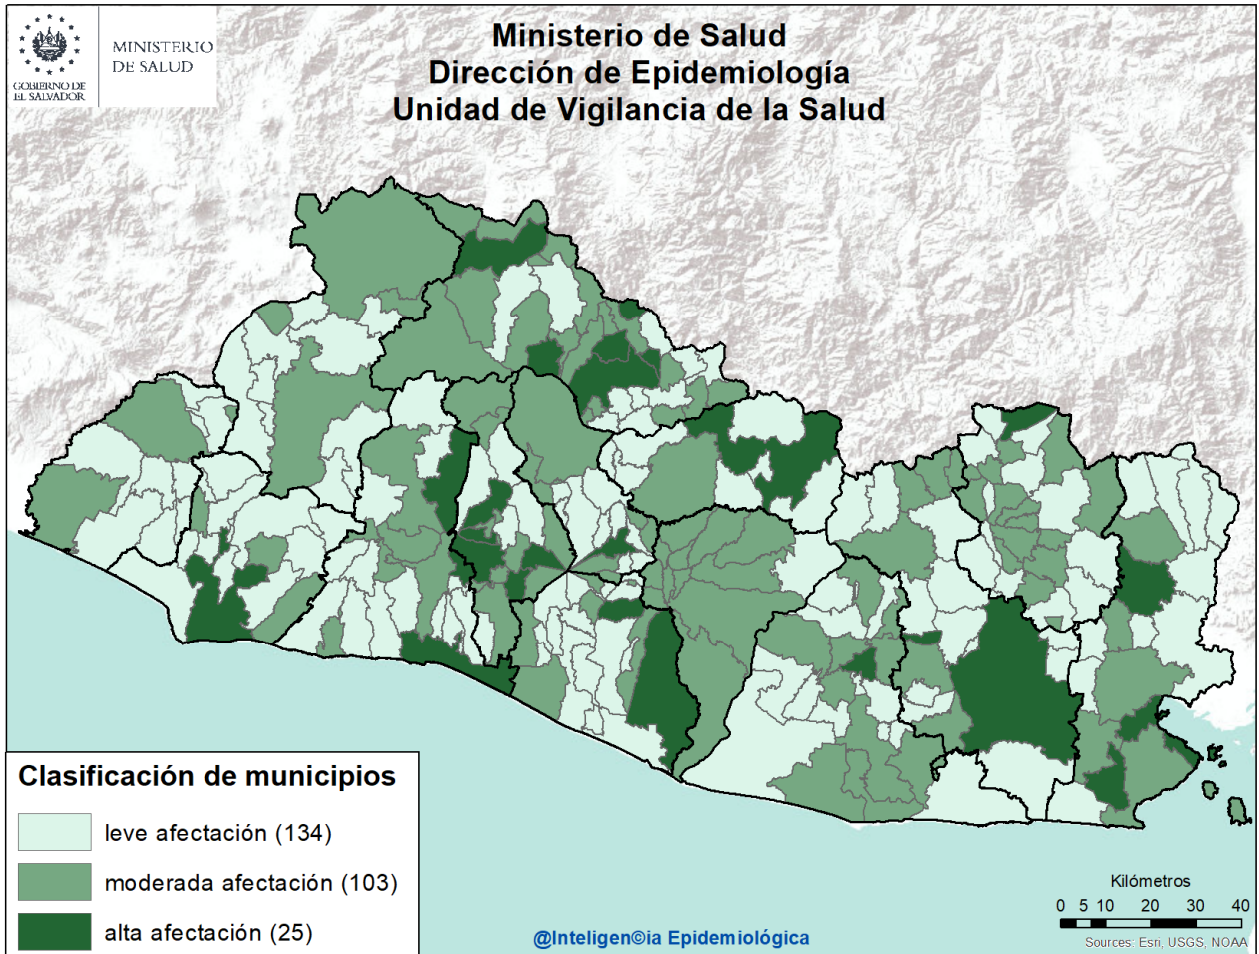 GOBIERNO DE
EL SALVADOR
MINISTERIO
DE SALUD
Ministerio de Salud
Dirección de Epidemiología
Unidad de Vigilancia de la Salud
Clasificación de municipios
leve afectación (134)
moderada afectación (103)
alta afectación (25)
@Inteligen©ia Epidemiológica
Kilómetros
0 5 10 20 30 40
Sources: Esri, USGS, NOAA